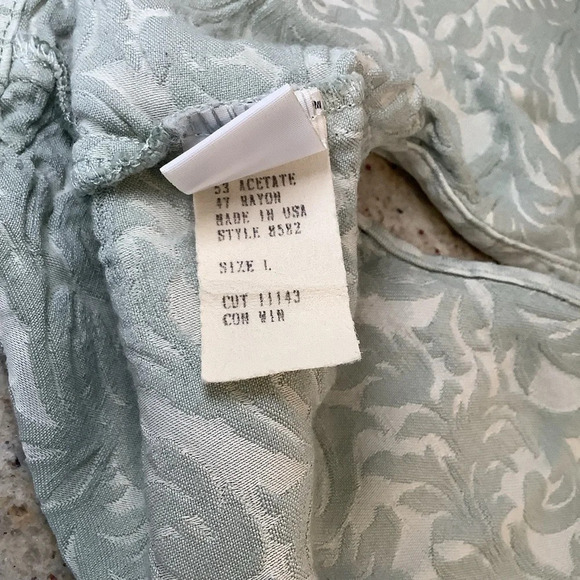 53 ACETATE
47 RAYON
MADE IN USA
STYLE 8582
SIZE L
CUT 11143
CON WIN